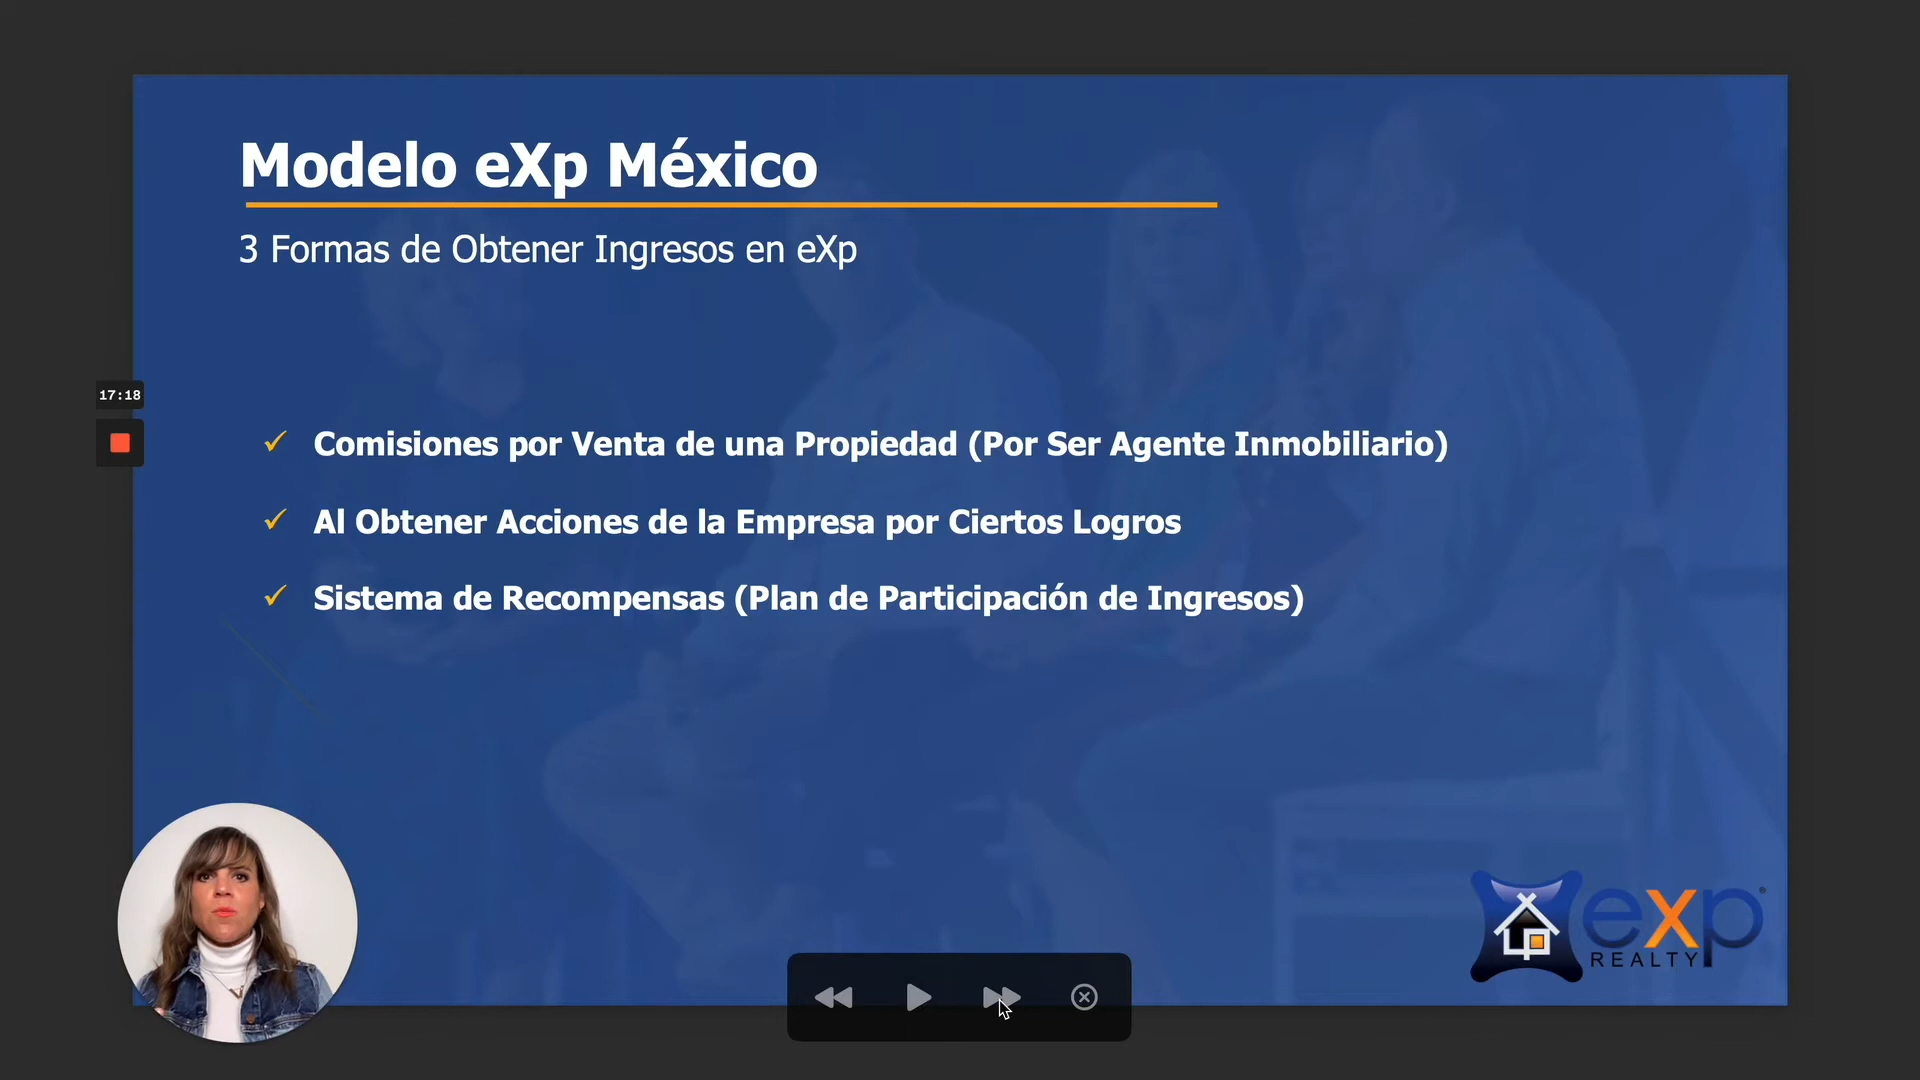 Modelo eXp México
3 Formas de Obtener Ingresos en eXp
17:18
✓ Comisiones por Venta de una Propiedad (Por Ser Agente Inmobiliario)
✓ Al Obtener Acciones de la Empresa por Ciertos Logros
✓ Sistema de Recompensas (Plan de Participación de Ingresos)
eXp
REALTY